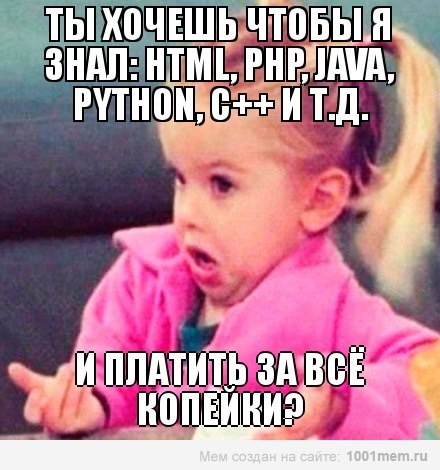 ТЫ ХОЧЕШЬ ЧТОБЫ Я
ЗНАЛ: HTML, PHP, JAVA,
PYTHON, C++ И Т.Д.
И ПЛАТИТЬ ЗА ВСЁ
КОПЕЙКИ?
Мем создан на сайте: 1001mem.ru